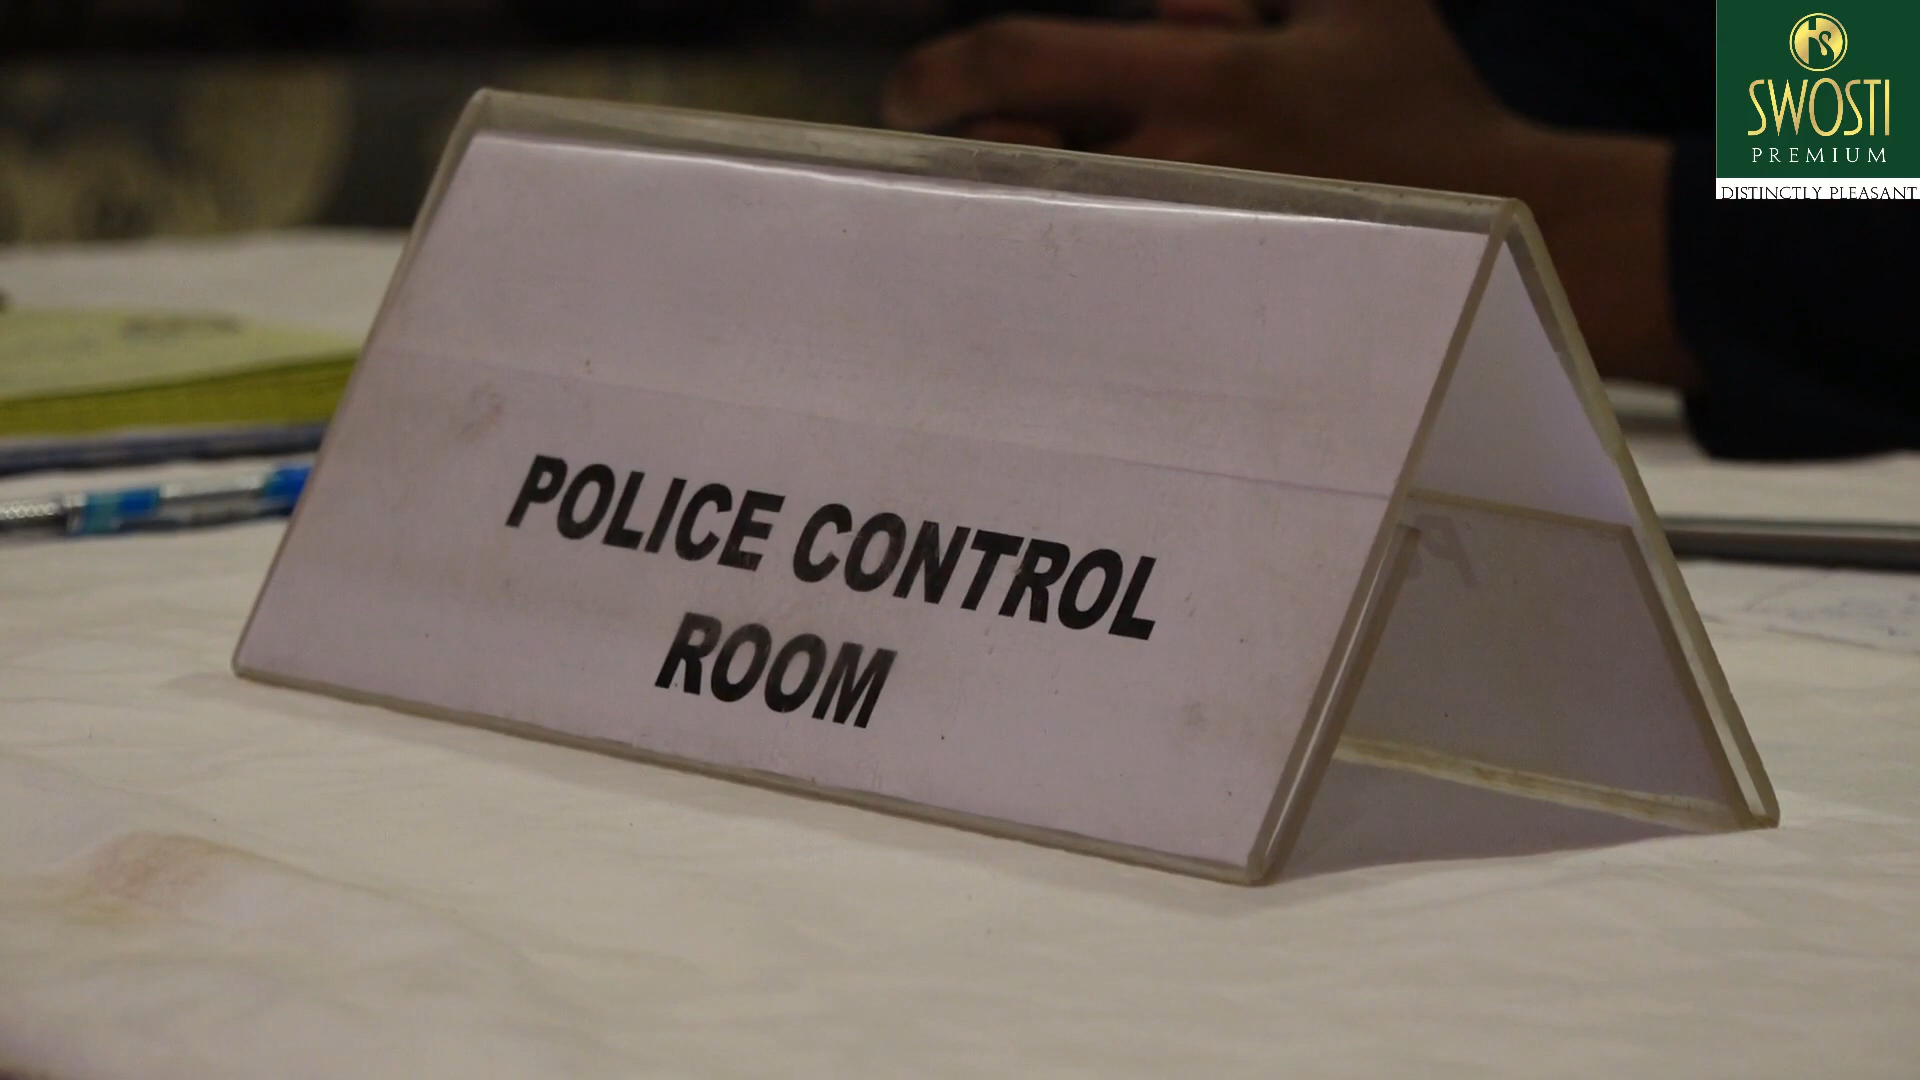 SWOSTI
PREMIUM
DISTINCTLY PLEASANT
POLICE CONTROL
ROOM